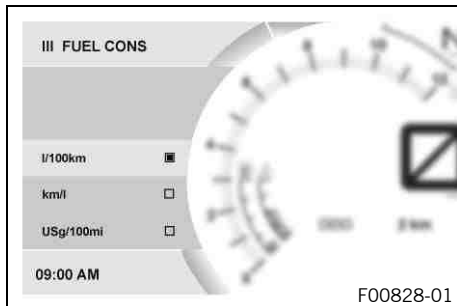 III FUEL CONS
l/100km
km/l
USg/100mi
09:00 AM
F00828-01